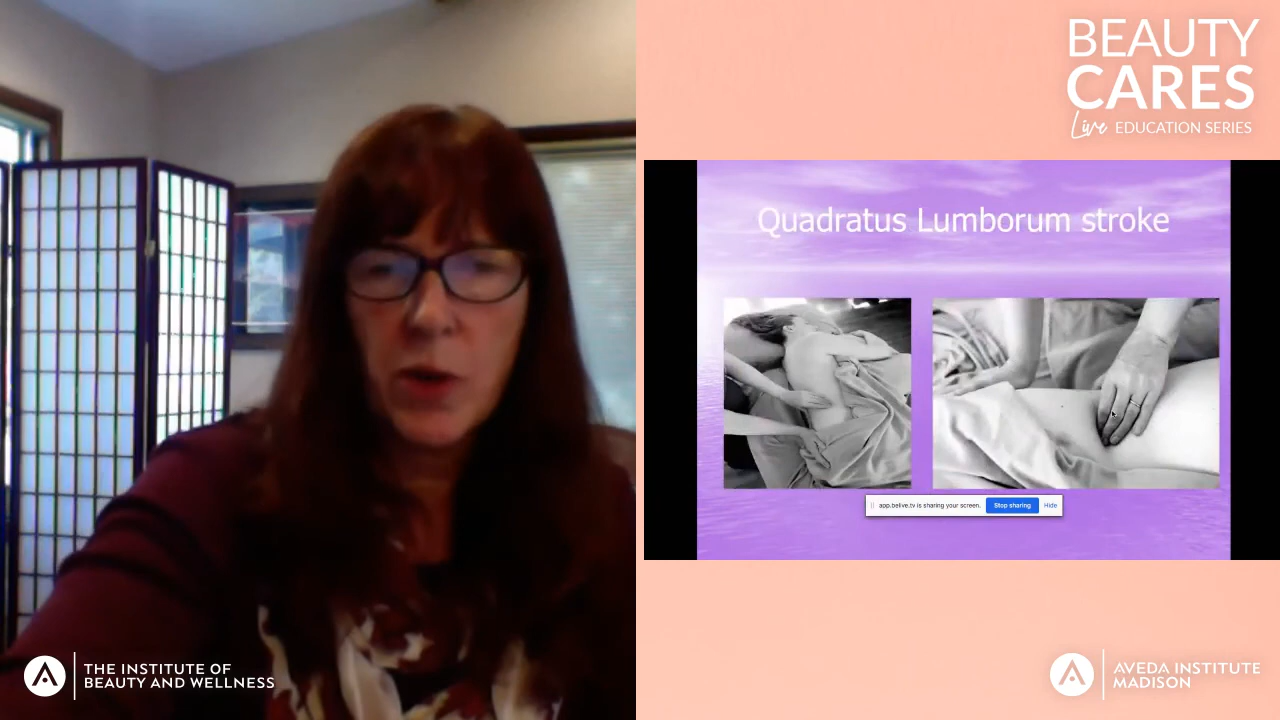 BEAUTY
CARES
Live EDUCATION SERIES
Quadratus Lumborum stroke
app.belive.tv is sharing your screen.
Stop sharing
Hide
THE INSTITUTE OF
BEAUTY AND WELLNESS
AVEDA INSTITUTE
MADISON